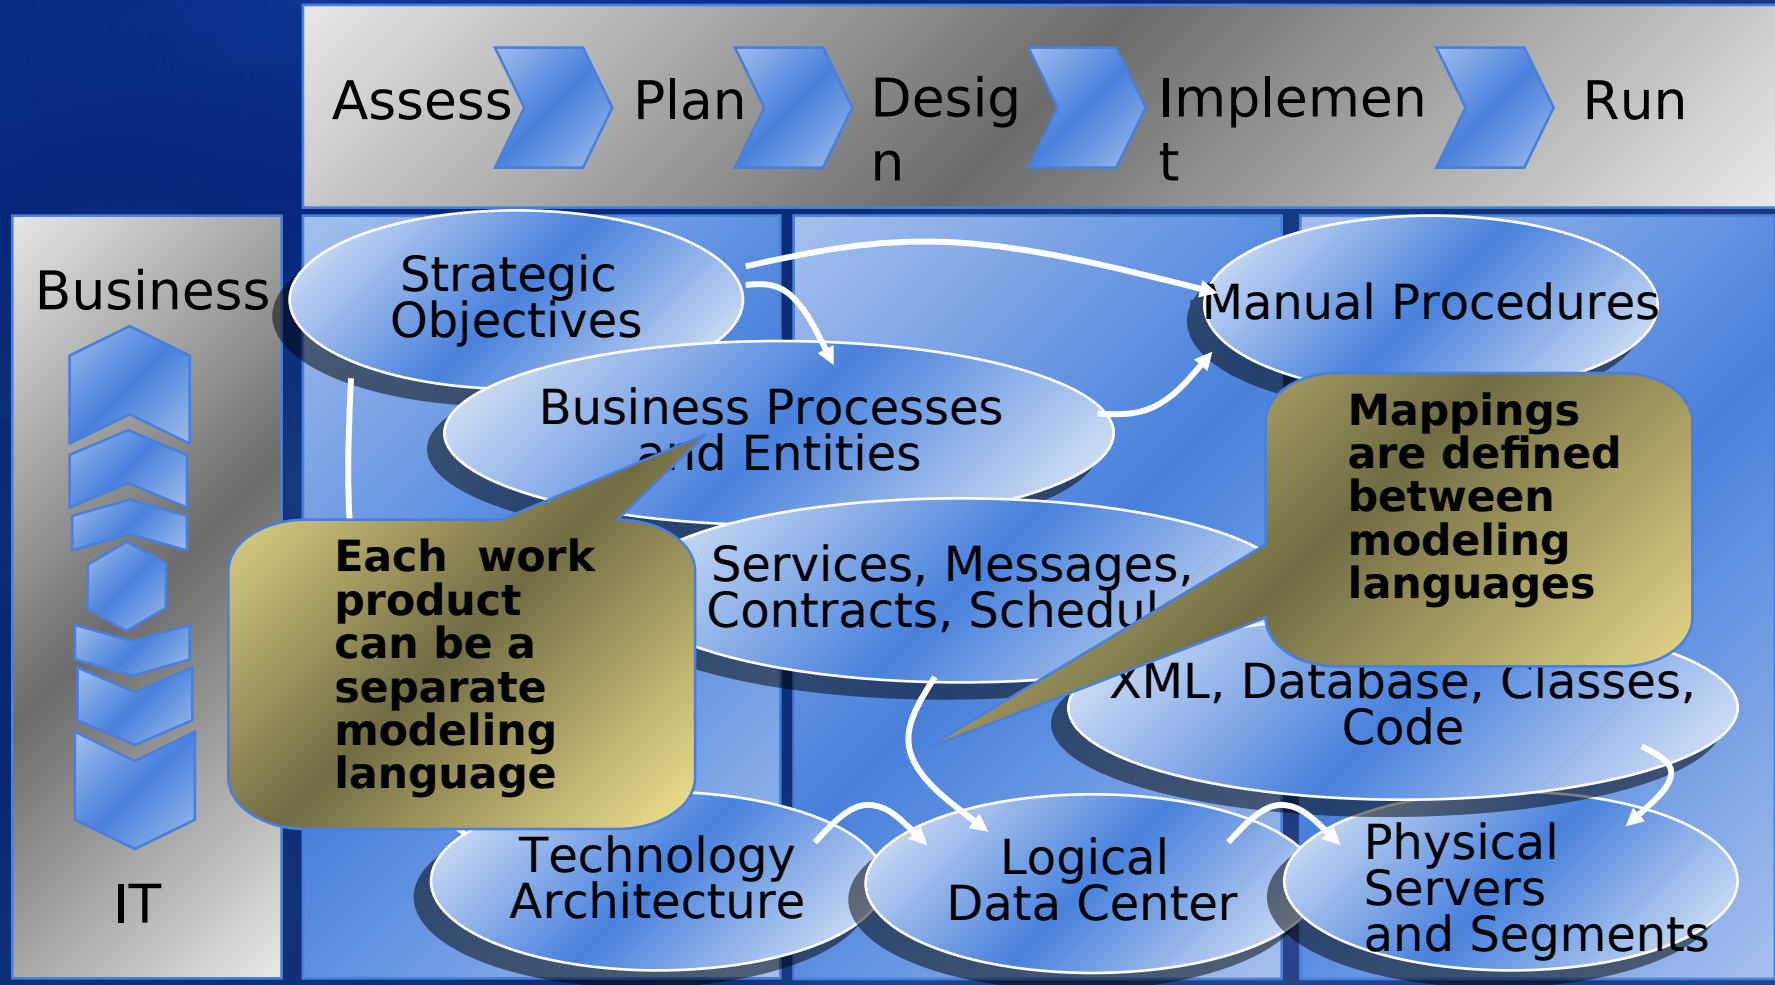 Assess
Plan
Desig
n
Implemen
t
Run
Business
IT
Strategic
Objectives
Manual Procedures
Business Processes
and Entities
Mappings
are defined
between
modeling
languages
Each work
product
can be a
separate
modeling
language
Services, Messages,
Contracts, Schedul
XML, Database, Classes,
Code
Technology
Architecture
Logical
Data Center
Physical
Servers
and Segments